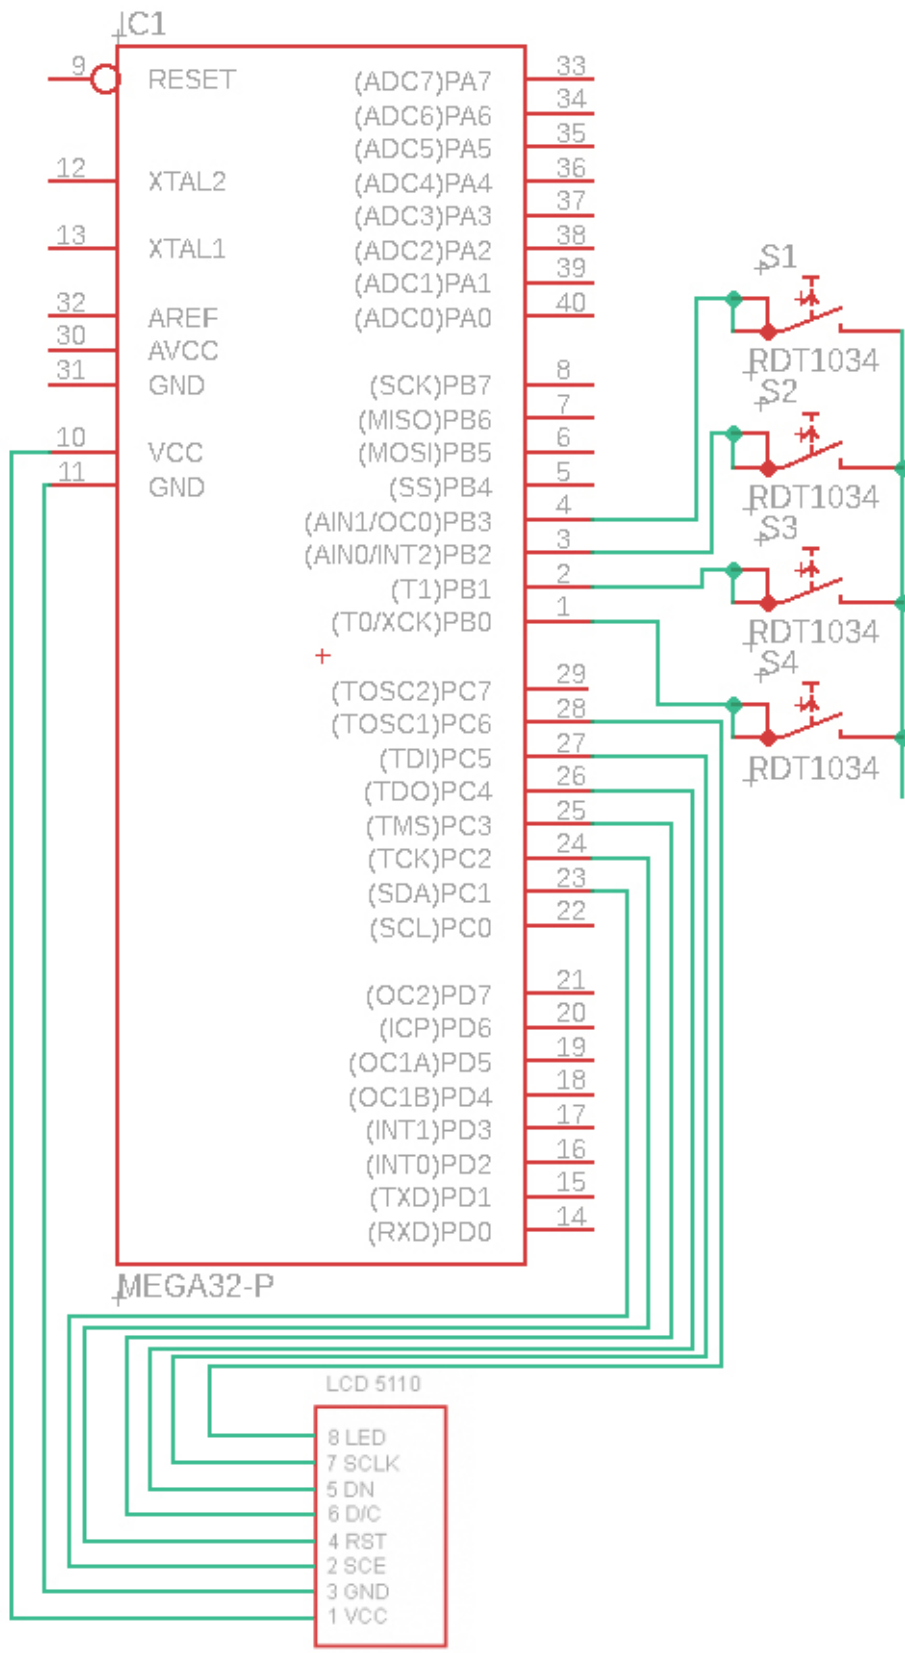 IC1
9 RESET (ADC7)PA7 33
(ADC6)PA6 34
(ADC5)PA5 35
12 XTAL2 (ADC4)PA4 36
(ADC3)PA3 37
13 XTAL1 (ADC2)PA2 38
(ADC1)PA1 39
32 AREF (ADC0)PA0 40
30 AVCC
31 GND (SCK)PB7 8
(MISO)PB6 7
10 VCC (MOSI)PB5 6
11 GND (SS)PB4 5
(AIN1/OC0)PB3 4
(AIN0/INT2)PB2 3
(T1)PB1 2
(T0/XCK)PB0 1
(TOSC2)PC7 29
(TOSC1)PC6 28
(TDI)PC5 27
(TDO)PC4 26
(TMS)PC3 25
(TCK)PC2 24
(SDA)PC1 23
(SCL)PC0 22
(OC2)PD7 21
(ICP)PD6 20
(OC1A)PD5 19
(OC1B)PD4 18
(INT1)PD3 17
(INT0)PD2 16
(TXD)PD1 15
(RXD)PD0 14
MEGA32-P
S1
RDT1034
S2
RDT1034
S3
RDT1034
S4
RDT1034
LCD 5110
8 LED
7 SCLK
5 DN
6 D/C
4 RST
2 SCE
3 GND
1 VCC